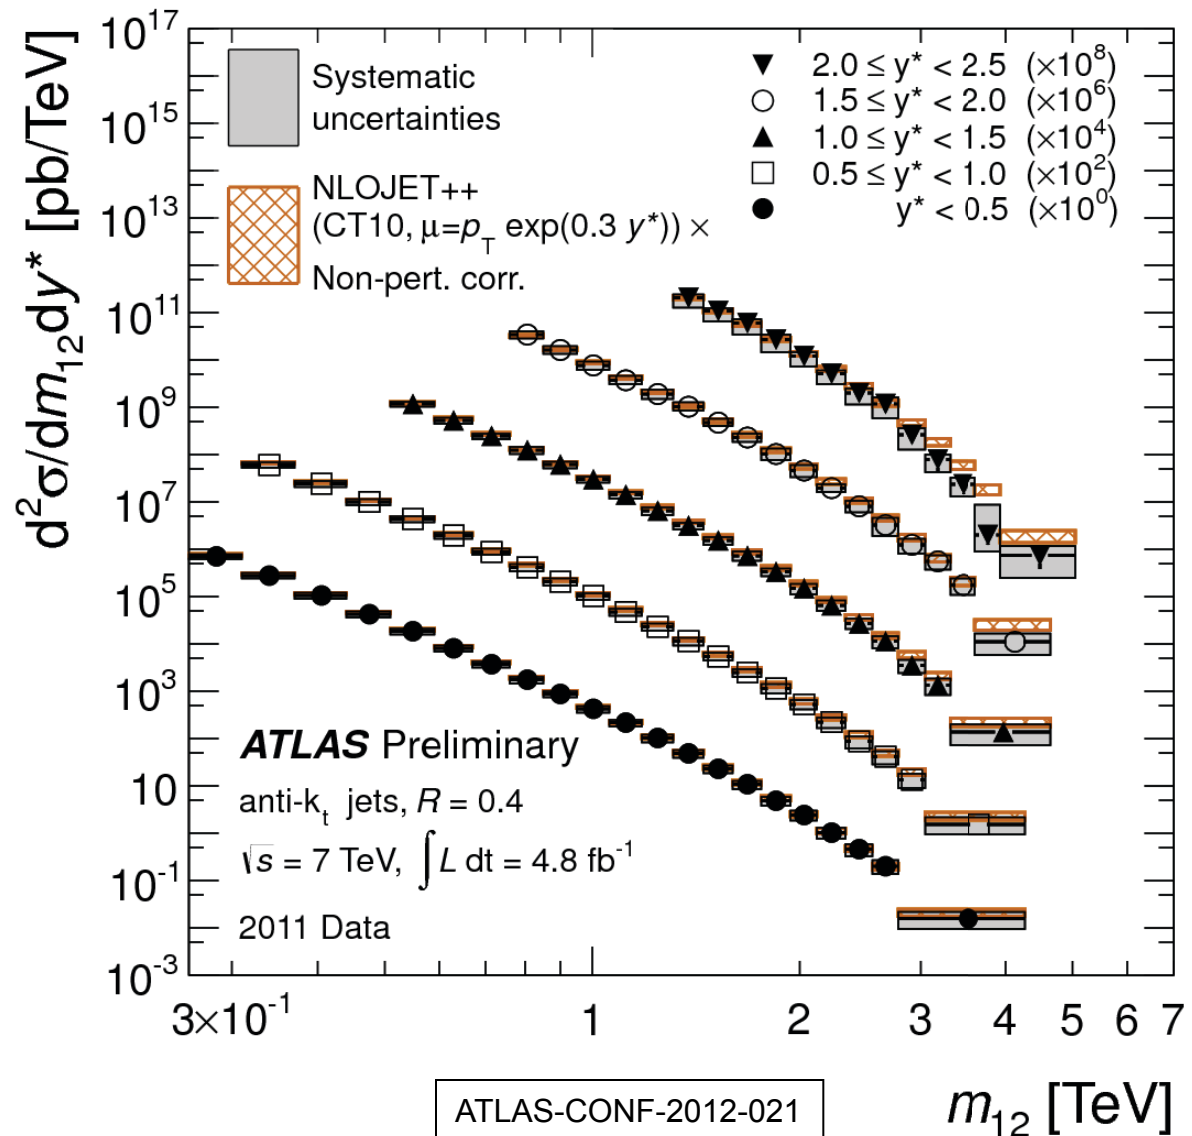 d²σ/dm₁₂dy* [pb/TeV]
10¹⁷
10¹⁵
10¹³
10¹¹
10⁹
10⁷
10⁵
10³
10
10⁻¹
10⁻³
Systematic
uncertainties
NLOJET++
(CT10, μ=p_T exp(0.3 y*)) ×
Non-pert. corr.
2.0 ≤ y* < 2.5 (×10⁸)
1.5 ≤ y* < 2.0 (×10⁶)
1.0 ≤ y* < 1.5 (×10⁴)
0.5 ≤ y* < 1.0 (×10²)
y* < 0.5 (×10⁰)
ATLAS Preliminary
anti-k_t jets, R = 0.4
√s = 7 TeV, ∫L dt = 4.8 fb⁻¹
2011 Data
3×10⁻¹ 1 2 3 4 5 6 7
m₁₂ [TeV]
ATLAS-CONF-2012-021